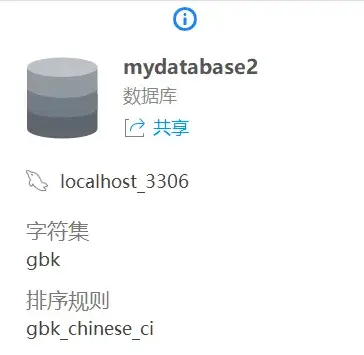 mydatabase2
数据库
共享
localhost_3306
字符集
gbk
排序规则
gbk_chinese_ci